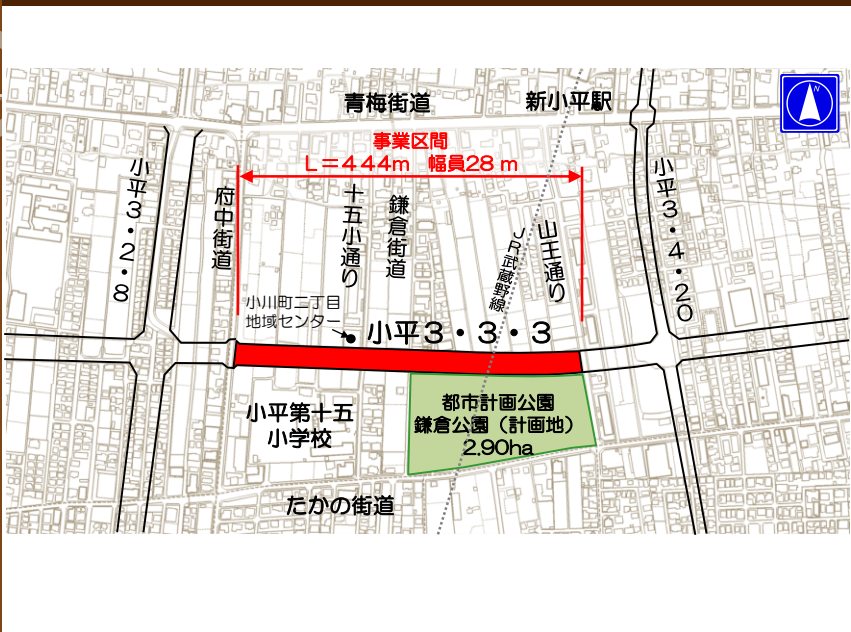 青梅街道
新小平駅
N
事業区間
L=444m 幅員28m
小平3・2・8
府中街道
十五小通り
鎌倉街道
JR武蔵野線
山王通り
小平3・4・20
小川町二丁目
地域センター
小平3・3・3
小平第十五
小学校
都市計画公園
鎌倉公園(計画地)
2.90ha
たかの街道